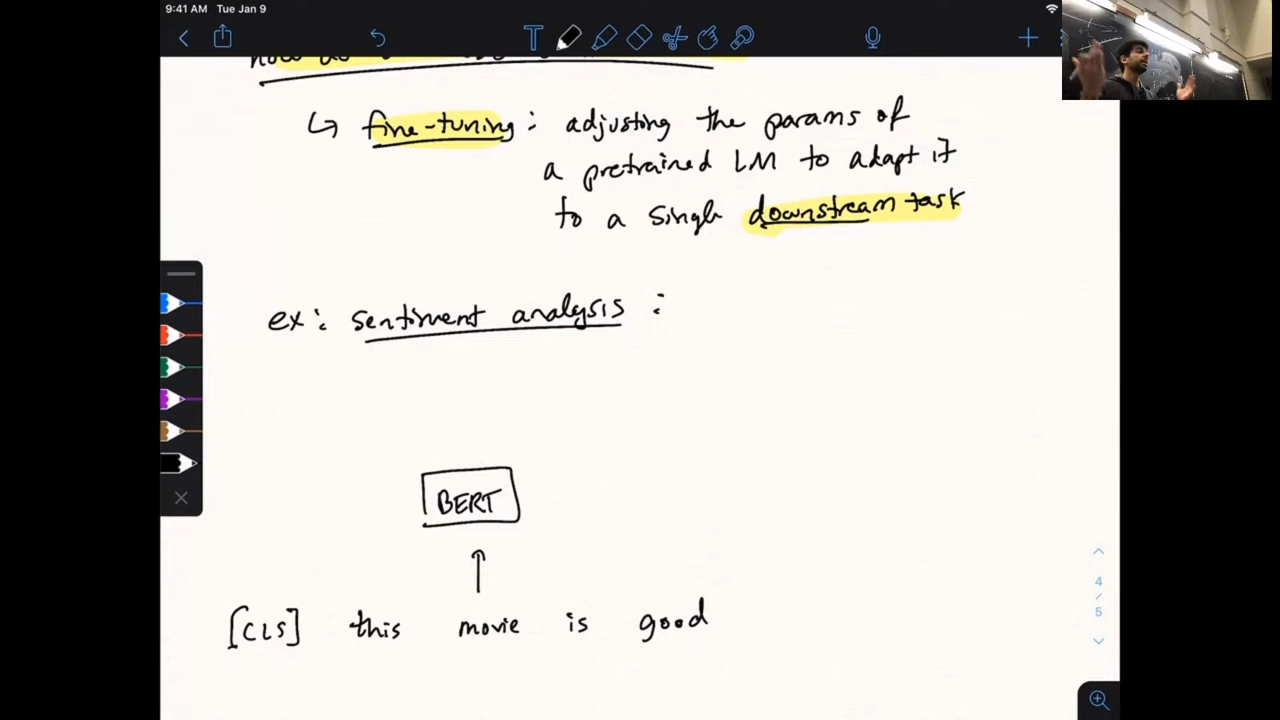 9:41 AM Tue Jan 9
↳ fine-tuning: adjusting the params of
a pretrained LM to adapt it
to a single downstream task
ex: sentiment analysis:
BERT
[CLS] this movie is good
4
/
5